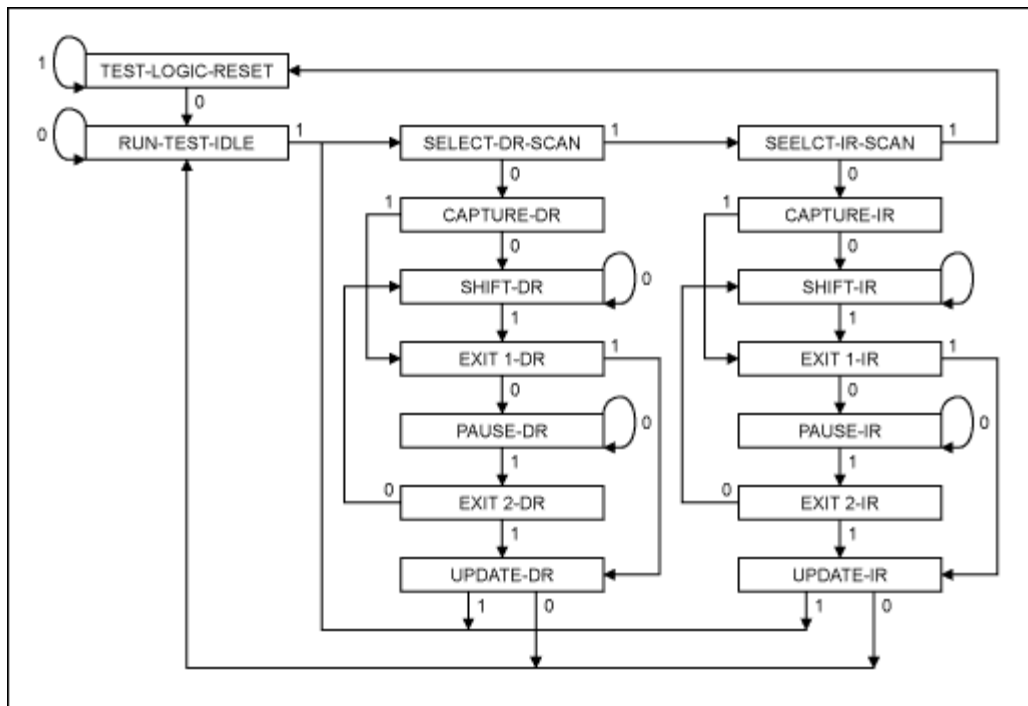 1
TEST-LOGIC-RESET
0
0
RUN-TEST-IDLE
1
SELECT-DR-SCAN
1
SEELCT-IR-SCAN
1
0
0
1
CAPTURE-DR
1
CAPTURE-IR
0
0
SHIFT-DR
0
SHIFT-IR
1
1
EXIT 1-DR
1
EXIT 1-IR
1
0
0
PAUSE-DR
0
PAUSE-IR
0
1
1
0
EXIT 2-DR
0
EXIT 2-IR
1
1
UPDATE-DR
UPDATE-IR
1
0
1
0